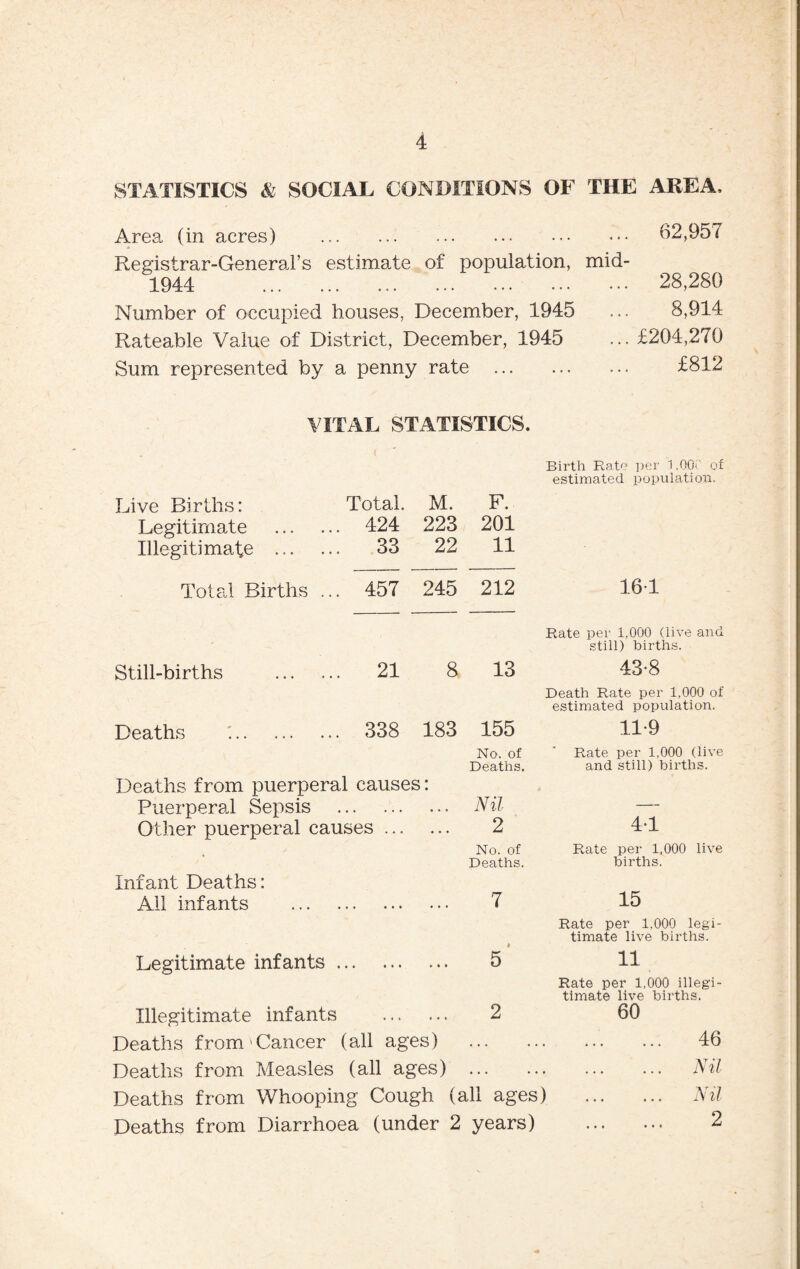 4
STATISTICS & SOCIAL CONDITIONS OF THE AREA.
Area (in acres) ... ... ... ... ... ... 62,957
Registrar-General's estimate of population, mid-
1944 ... ... ... ... ... ... ... 28,280
Number of occupied houses, December, 1945 ... 8,914
Rateable Value of District, December, 1945 ... £204,270
Sum represented by a penny rate ... ... ... £812
VITAL STATISTICS.
Birth Rate per 1,000 of
estimated population.
Live Births: Total. M. F.
Legitimate ... ... 424 223 201
Illegitimate ... ... 33 22 11
Total Births ... 457 245 212 16·1
Rate per 1,000 (live and
still) births.
Still-births ... ... 21 8 13 43·8
Death Rate per 1,000 of
estimated population.
Deaths ... ... ... 338 183 155 11·9
No. of Rate per 1,000 (live
Deaths. and still) births.
Deaths from puerperal causes:
Puerperal Sepsis ... ... ... Nil —
Other puerperal causes ... ... 2 4·1
No. of Rate per 1,000 live
Deaths. births.
Infant Deaths:
All infants ... ... ... ... 7 15
Rate per 1,000 legi-
timate live births.
Legitimate infants ... ... ... 5 11
Rate per 1,000 illegi-
timate live births.
Illegitimate infants ... ... 2 60
Deaths from Cancer (all ages) ... ... ... ... 46
Deaths from Measles (all ages) ... ... ... ... Nil
Deaths from Whooping Cough (all ages) ... ... Nil
Deaths from Diarrhoea (under 2 years) ... ... 2